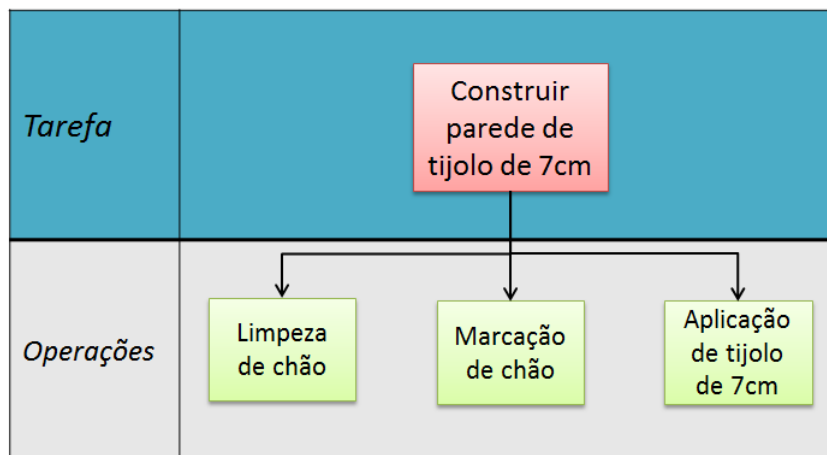 Tarefa
Construir
parede de
tijolo de 7cm
Operações
Limpeza
de chão
Marcação
de chão
Aplicação
de tijolo
de 7cm